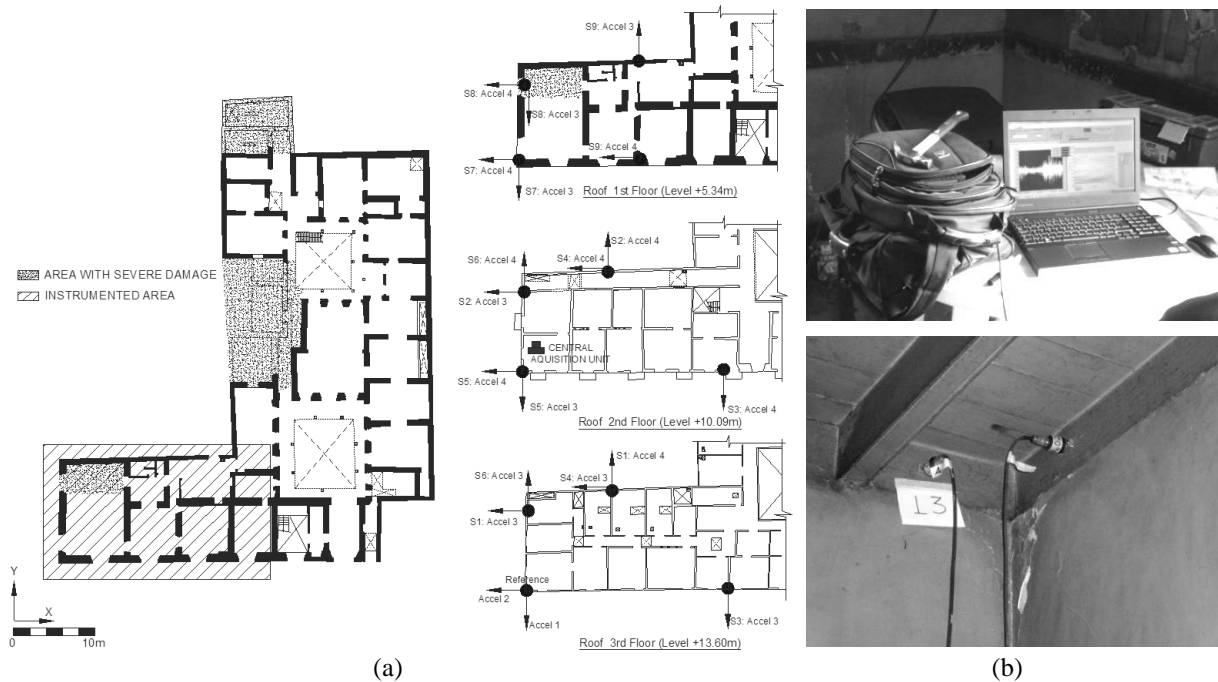 AREA WITH SEVERE DAMAGE
INSTRUMENTED AREA
Y
X
0 10m
S9: Accel 3
S8: Accel 4
S8: Accel 3
S9: Accel 4
S7: Accel 4
S7: Accel 3
Roof 1st Floor (Level +5.34m)
S2: Accel 4
S6: Accel 4
S4: Accel 4
S2: Accel 3
CENTRAL
AQUISITION UNIT
S5: Accel 4
S5: Accel 3
S3: Accel 4
Roof 2nd Floor (Level +10.09m)
S1: Accel 4
S6: Accel 3
S4: Accel 3
S1: Accel 3
Reference
Accel 2
Accel 1
S3: Accel 3
Roof 3rd Floor (Level +13.60m)
13
(a)
(b)